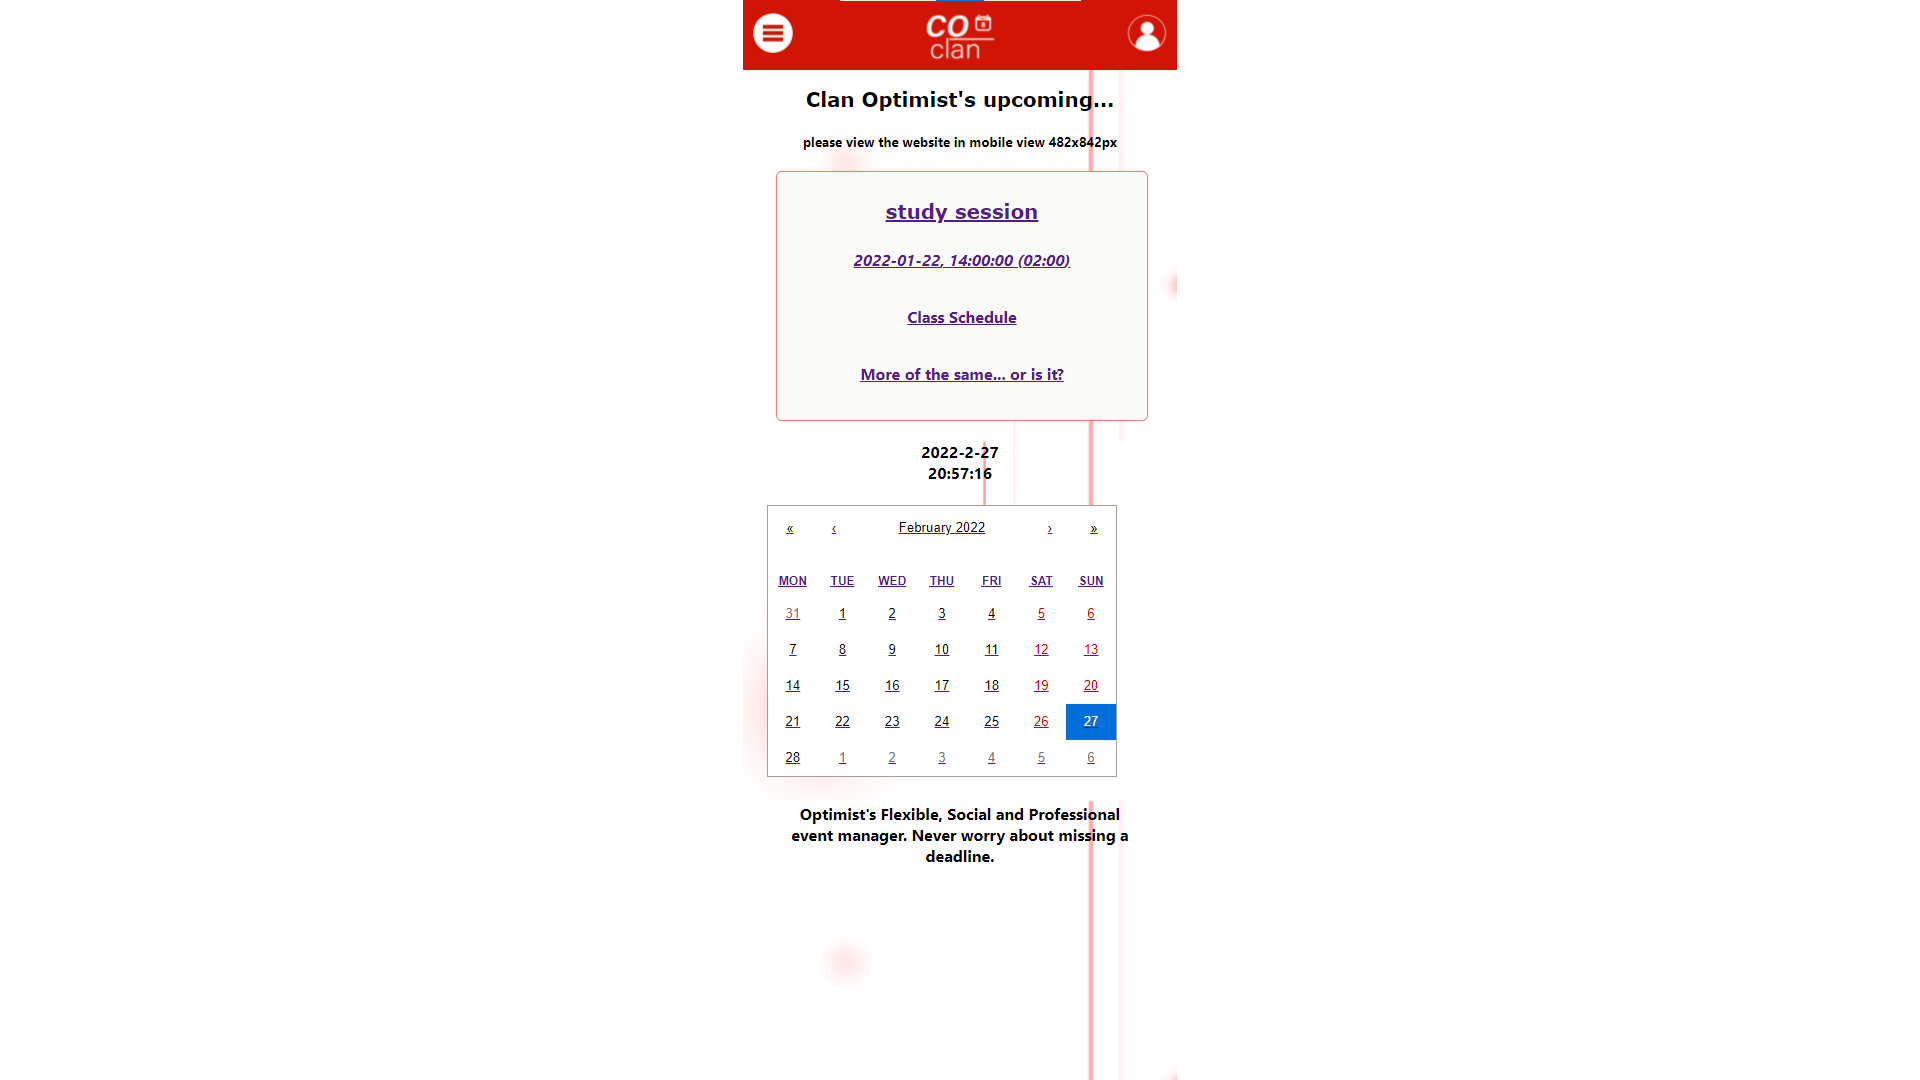 CO
clan
Clan Optimist's upcoming...
please view the website in mobile view 482x842px
study session
2022-01-22, 14:00:00 (02:00)
Class Schedule
More of the same... or is it?
2022-2-27
20:57:16
« ‹ February 2022 › »
MON TUE WED THU FRI SAT SUN
31 1 2 3 4 5 6
7 8 9 10 11 12 13
14 15 16 17 18 19 20
21 22 23 24 25 26 27
28 1 2 3 4 5 6
Optimist's Flexible, Social and Professional
event manager. Never worry about missing a
deadline.